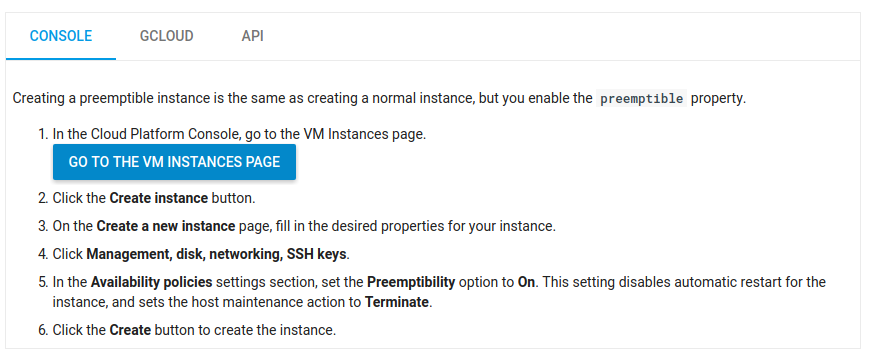 CONSOLE GCLOUD API
Creating a preemptible instance is the same as creating a normal instance, but you enable the preemptible property.
1. In the Cloud Platform Console, go to the VM Instances page.
GO TO THE VM INSTANCES PAGE
2. Click the Create instance button.
3. On the Create a new instance page, fill in the desired properties for your instance.
4. Click Management, disk, networking, SSH keys.
5. In the Availability policies settings section, set the Preemptibility option to On. This setting disables automatic restart for the
instance, and sets the host maintenance action to Terminate.
6. Click the Create button to create the instance.